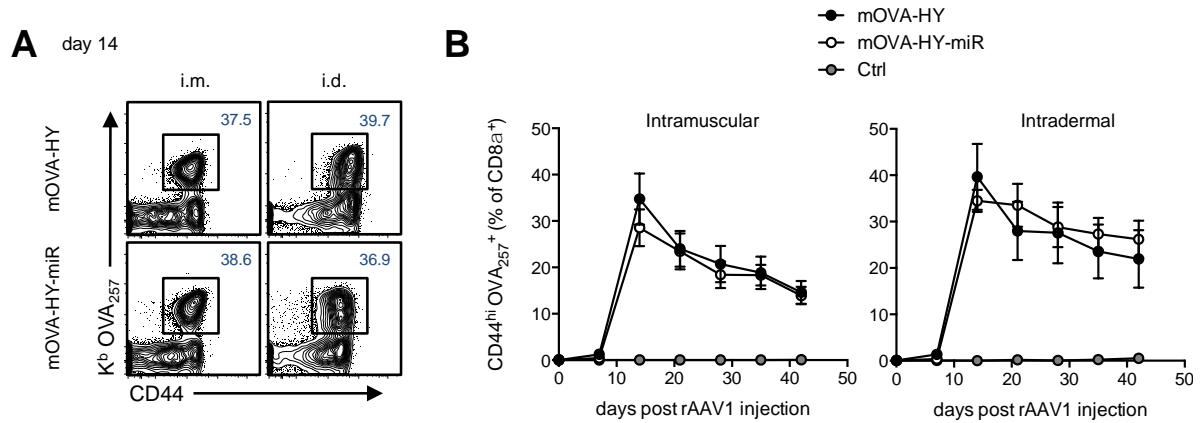 A
day 14
i.m.
i.d.
mOVA-HY
37.5
39.7
mOVA-HY-miR
38.6
36.9
Kᵇ OVA₂₅₇
CD44
B
mOVA-HY
mOVA-HY-miR
Ctrl
Intramuscular
CD44ʰⁱ OVA₂₅₇⁺ (% of CD8a⁺)
50
40
30
20
10
0
0 10 20 30 40 50
days post rAAV1 injection
Intradermal
50
40
30
20
10
0
0 10 20 30 40 50
days post rAAV1 injection